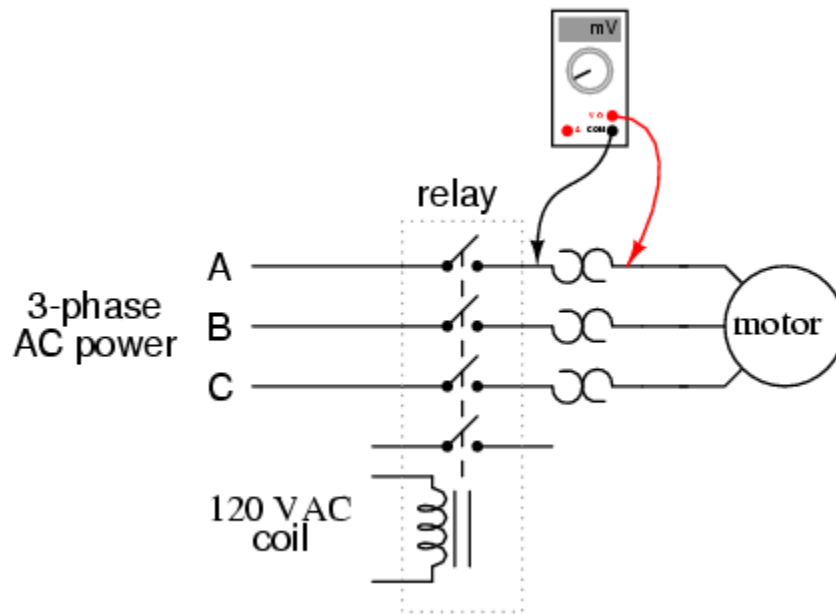 mV
V Ω
A COM
relay
A
3-phase
AC power
B
motor
C
120 VAC
coil